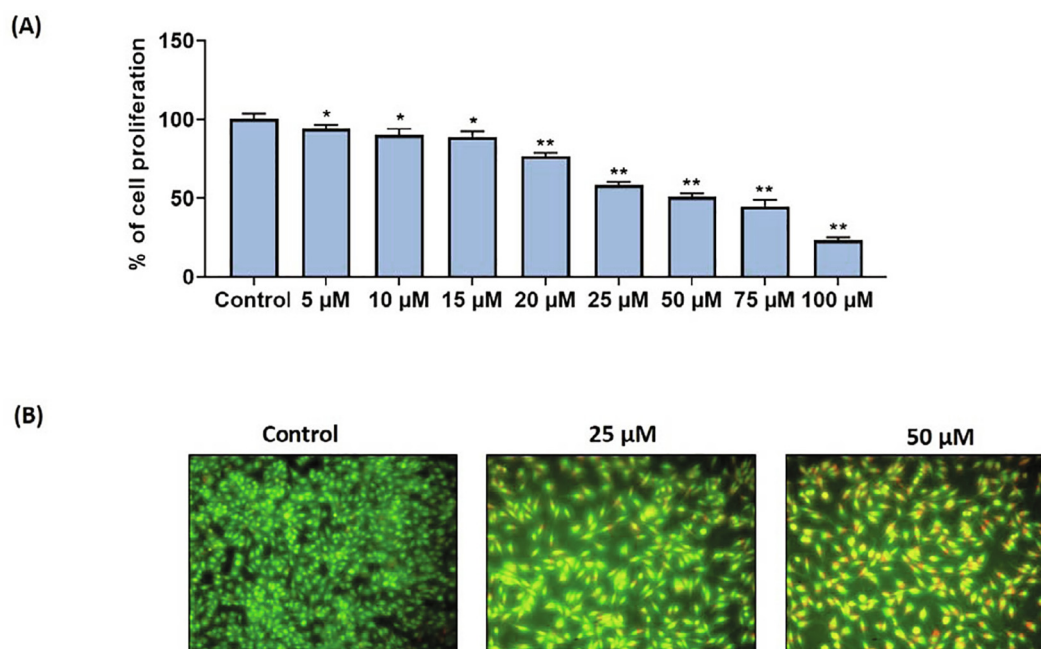 (A)
150
100
50
0
% of cell proliferation
* * * ** ** ** ** **
Control 5 µM 10 µM 15 µM 20 µM 25 µM 50 µM 75 µM 100 µM
(B)
Control 25 µM 50 µM